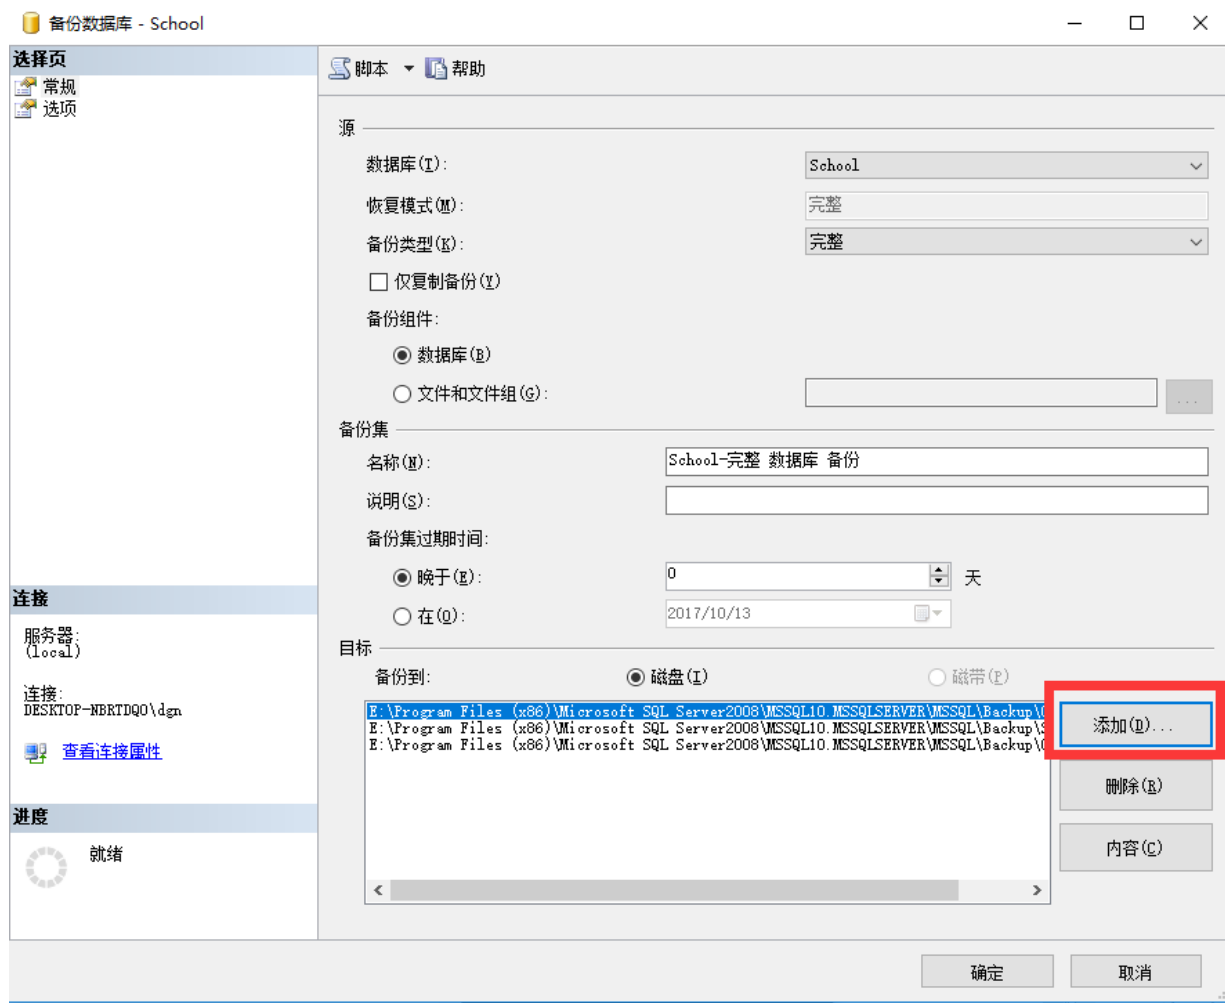 备份数据库 - School
选择页
常规
选项
脚本
帮助
源
数据库(T):
School
恢复模式(M):
完整
备份类型(K):
完整
仅复制备份(Y)
备份组件:
数据库(B)
文件和文件组(G):
...
备份集
名称(N):
School-完整 数据库 备份
说明(S):
备份集过期时间:
晚于(E):
0
天
在(O):
2017/10/13
目标
备份到:
磁盘(I)
磁带(P)
E:\Program Files (x86)\Microsoft SQL Server2008\MSSQL10.MSSQLSERVER\MSSQL\Backup\
E:\Program Files (x86)\Microsoft SQL Server2008\MSSQL10.MSSQLSERVER\MSSQL\Backup\
E:\Program Files (x86)\Microsoft SQL Server2008\MSSQL10.MSSQLSERVER\MSSQL\Backup\
添加(D)...
删除(R)
内容(C)
连接
服务器:
(local)
连接:
DESKTOP-NBRTDQO\dgn
查看连接属性
进度
就绪
确定
取消